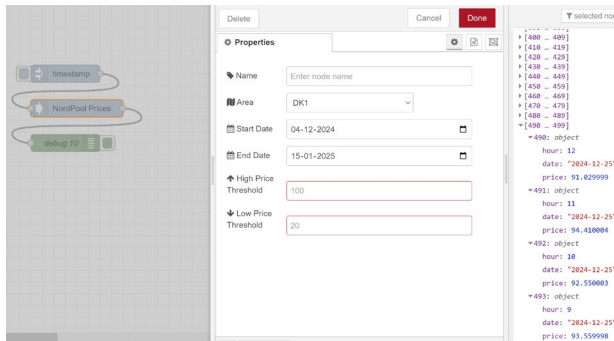 timestamp
NordPool Prices
debug 10
Delete
Cancel
Done
Properties
Name
Enter node name
Area
DK1
Start Date
04-12-2024
End Date
15-01-2025
High Price
Threshold
100
Low Price
Threshold
20
selected
[410 … 419]
[420 … 429]
[430 … 439]
[440 … 449]
[450 … 459]
[460 … 469]
[470 … 479]
[480 … 489]
[490 … 499]
490: object
hour: 12
date: "2024-12-25"
price: 91.029999
491: object
hour: 11
date: "2024-12-25"
price: 94.410004
492: object
hour: 10
date: "2024-12-25"
price: 92.550003
493: object
hour: 9
date: "2024-12-25"
price: 93.559998